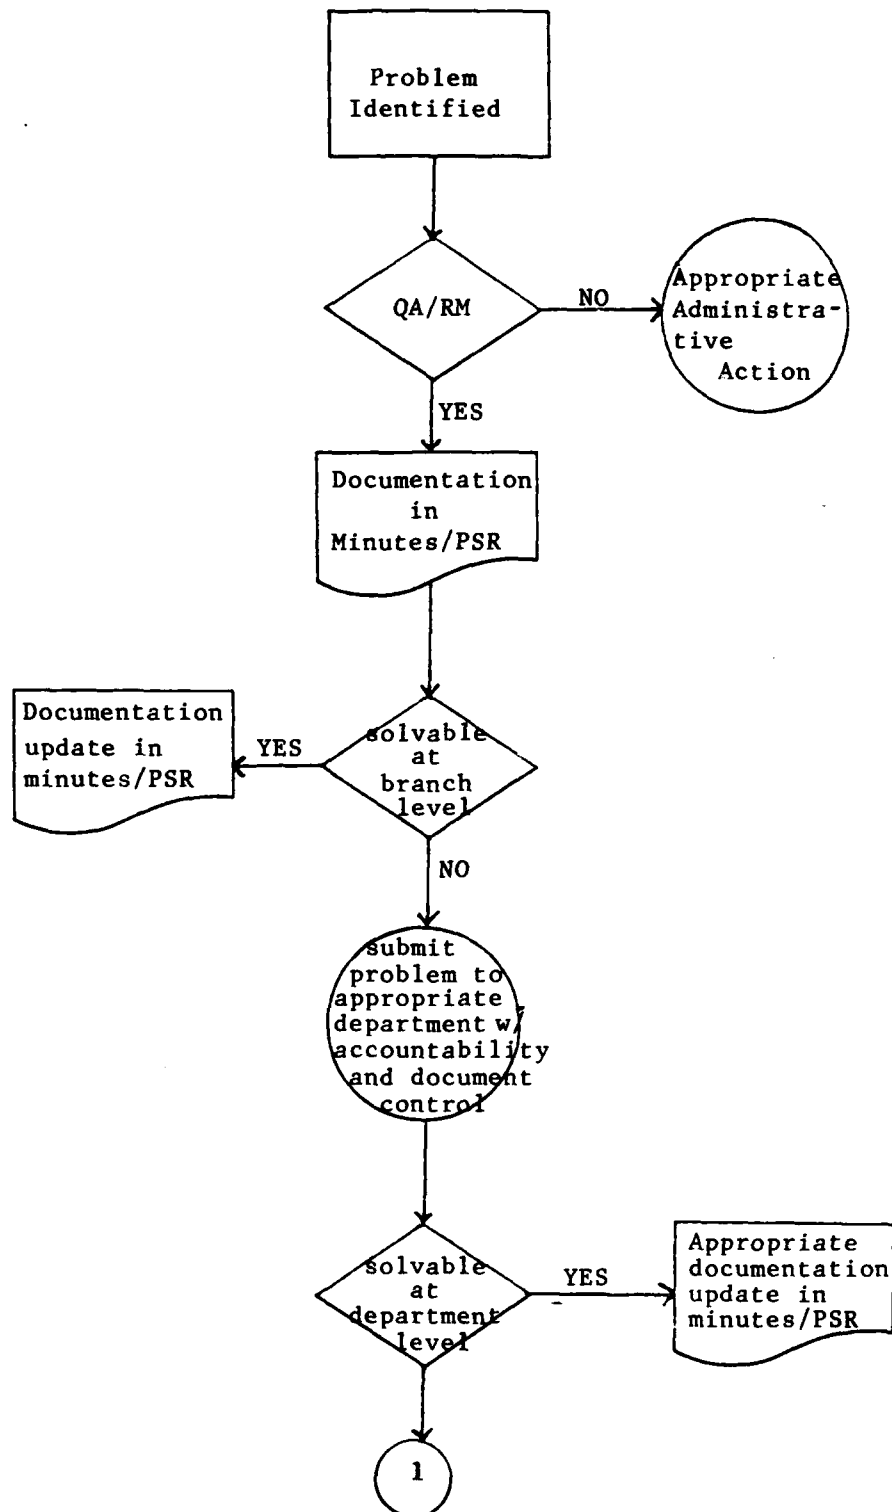 Problem
Identified
QA/RM
NO
Appropriate
Administra-
tive
Action
YES
Documentation
in
Minutes/PSR
solvable
at
branch
level
YES
Documentation
update in
minutes/PSR
NO
submit
problem to
appropriate
department w/
accountability
and document
control
solvable
at
department
level
YES
Appropriate
documentation
update in
minutes/PSR
1